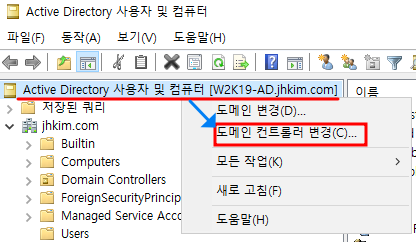 Active Directory 사용자 및 컴퓨터
파일(F) 동작(A) 보기(V) 도움말(H)
Active Directory 사용자 및 컴퓨터 [W2K19-AD.jhkim.com]
이름
저장된 쿼리
jhkim.com
Builtin
Computers
Domain Controllers
ForeignSecurityPrincip
Managed Service Acco
Users
도메인 변경(D)...
도메인 컨트롤러 변경(C)...
모든 작업(K)
새로 고침(F)
도움말(H)